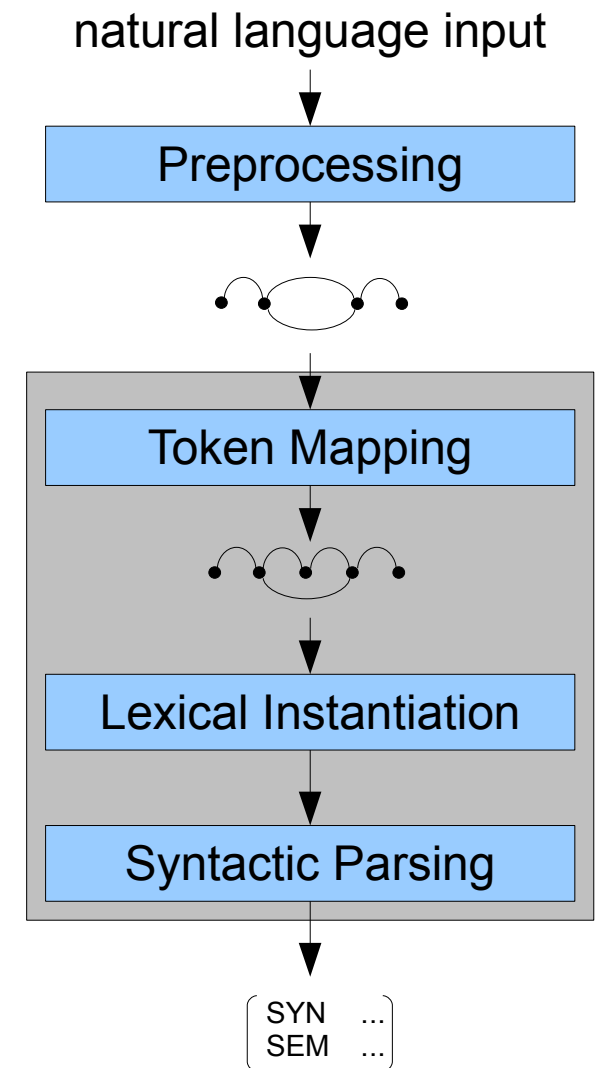 natural language input
Preprocessing
Token Mapping
Lexical Instantiation
Syntactic Parsing
SYN ...
SEM ...